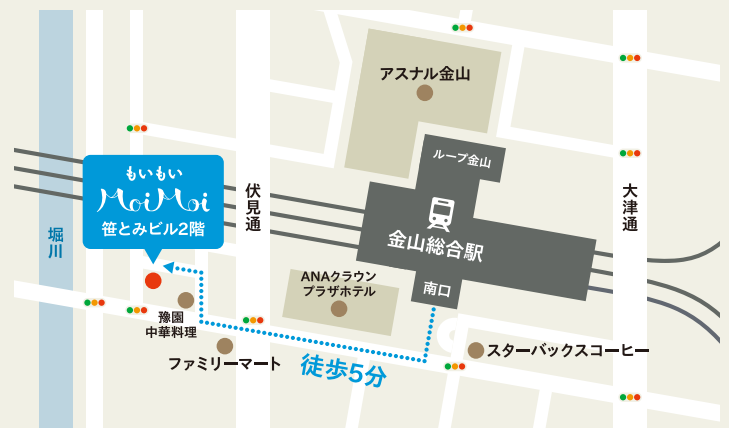 アスナル金山
ループ金山
もいもい
MoiMoi
笹とみビル2階
伏見通
大津通
堀川
金山総合駅
ANAクラウン
プラザホテル
南口
豫園
中華料理
ファミリーマート
徒歩5分
スターバックスコーヒー